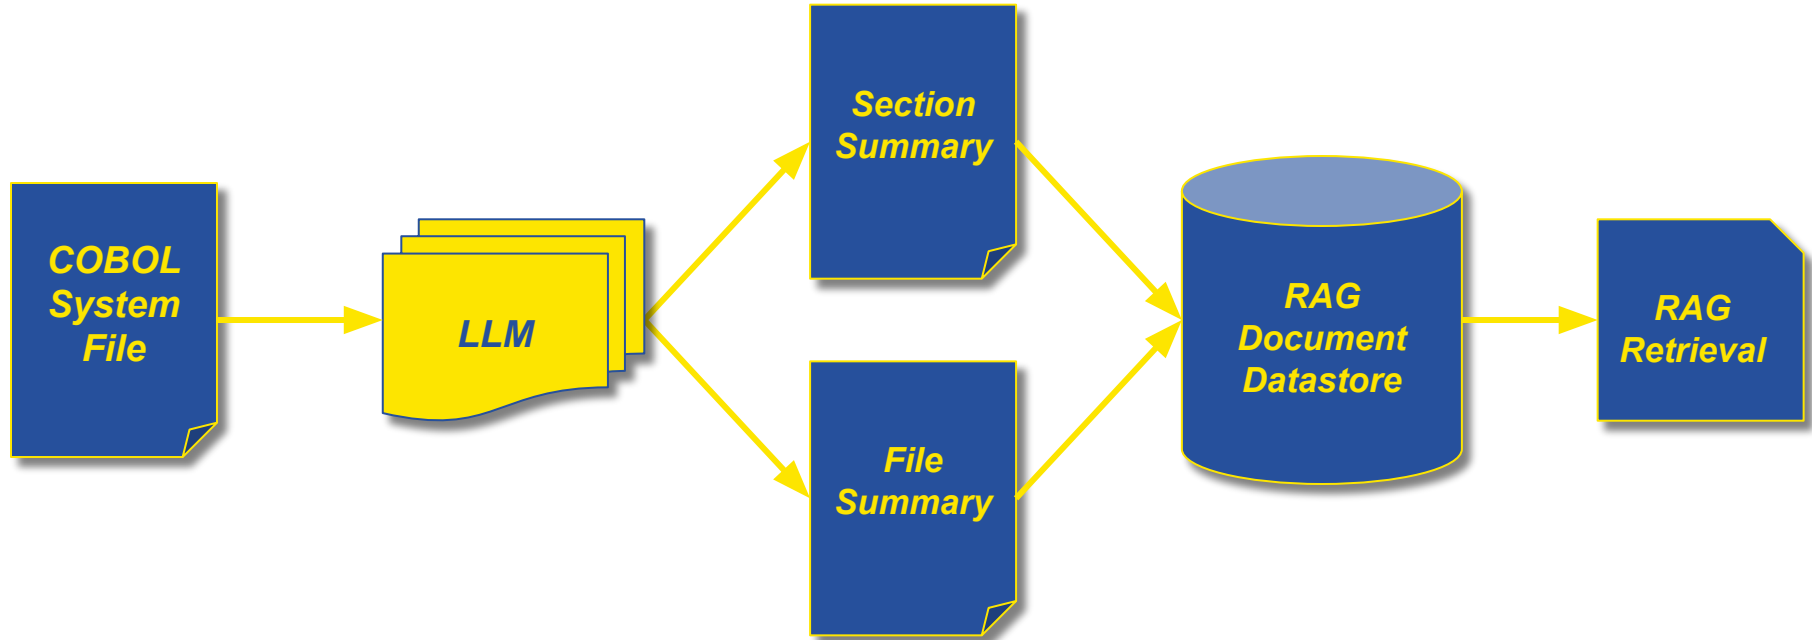 COBOL
System
File
LLM
Section
Summary
File
Summary
RAG
Document
Datastore
RAG
Retrieval